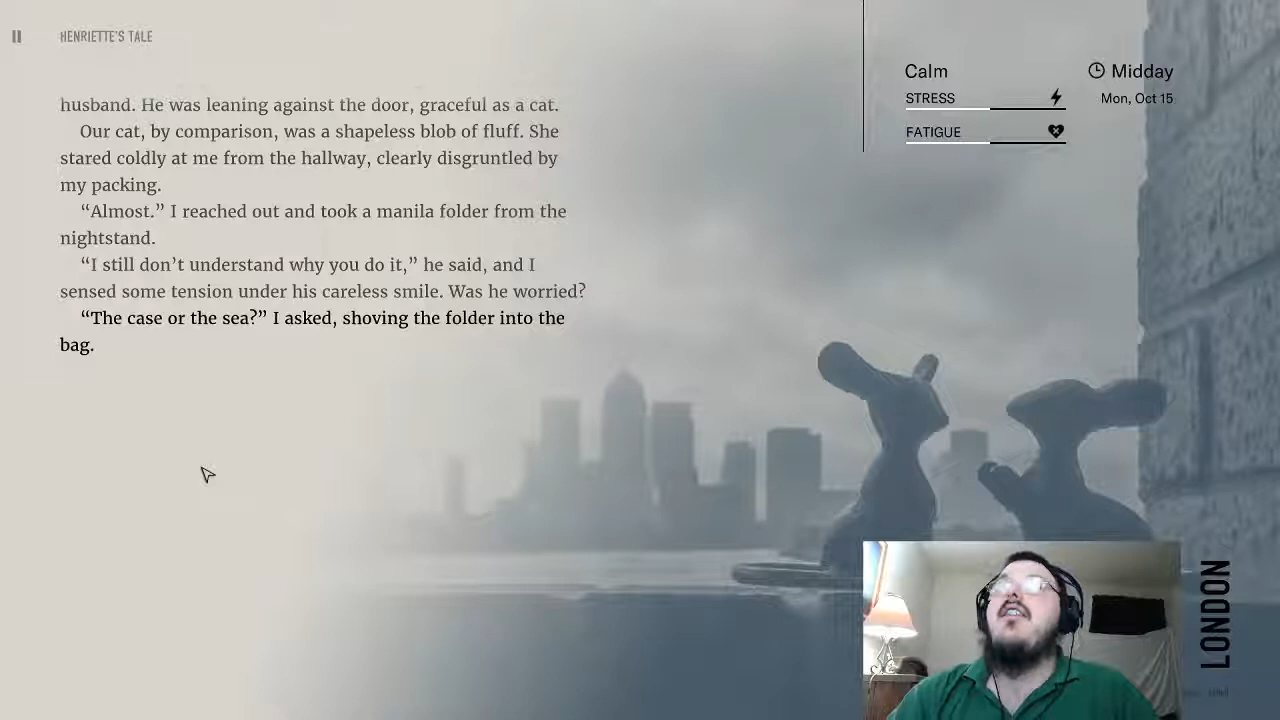 HENRIETTE'S TALE
husband. He was leaning against the door, graceful as a cat.
Our cat, by comparison, was a shapeless blob of fluff. She
stared coldly at me from the hallway, clearly disgruntled by
my packing.
“Almost.” I reached out and took a manila folder from the
nightstand.
“I still don’t understand why you do it,” he said, and I
sensed some tension under his careless smile. Was he worried?
“The case or the sea?” I asked, shoving the folder into the
bag.
Calm
Midday
STRESS
Mon, Oct 15
FATIGUE
LONDON